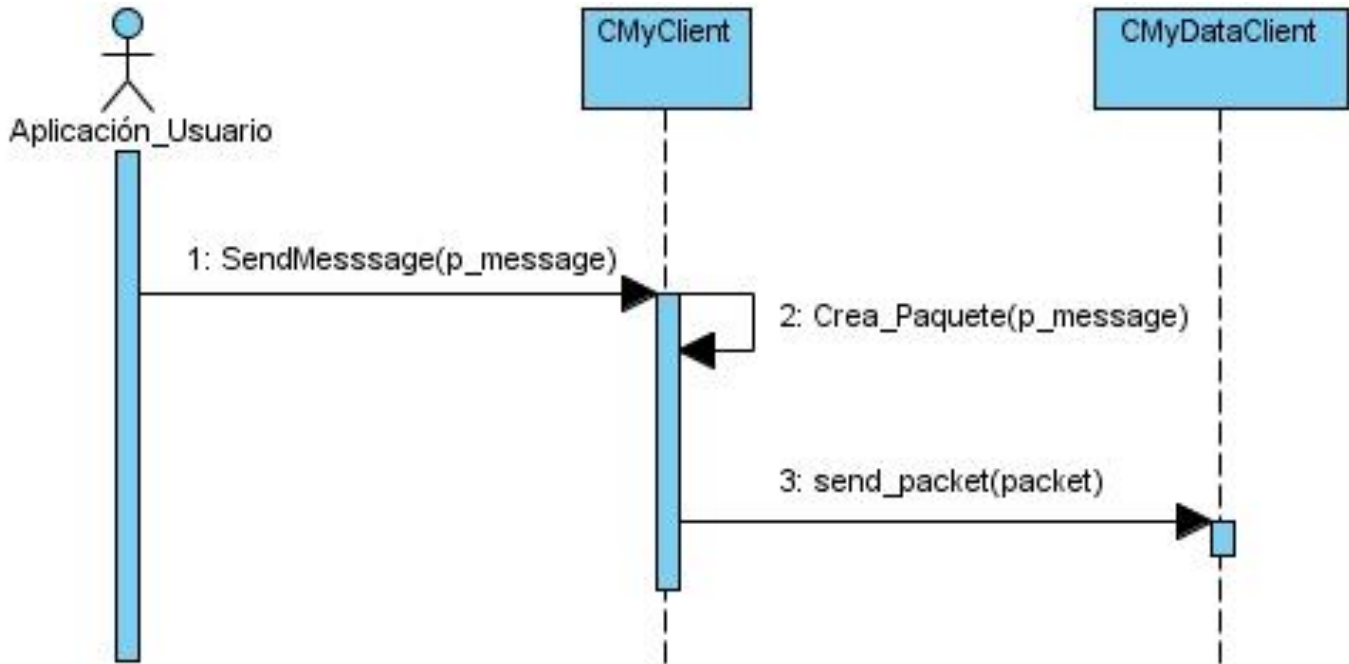 CMyClient
CMyDataClient
Aplicación_Usuario
1: SendMesssage(p_message)
2: Crea_Paquete(p_message)
3: send_packet(packet)